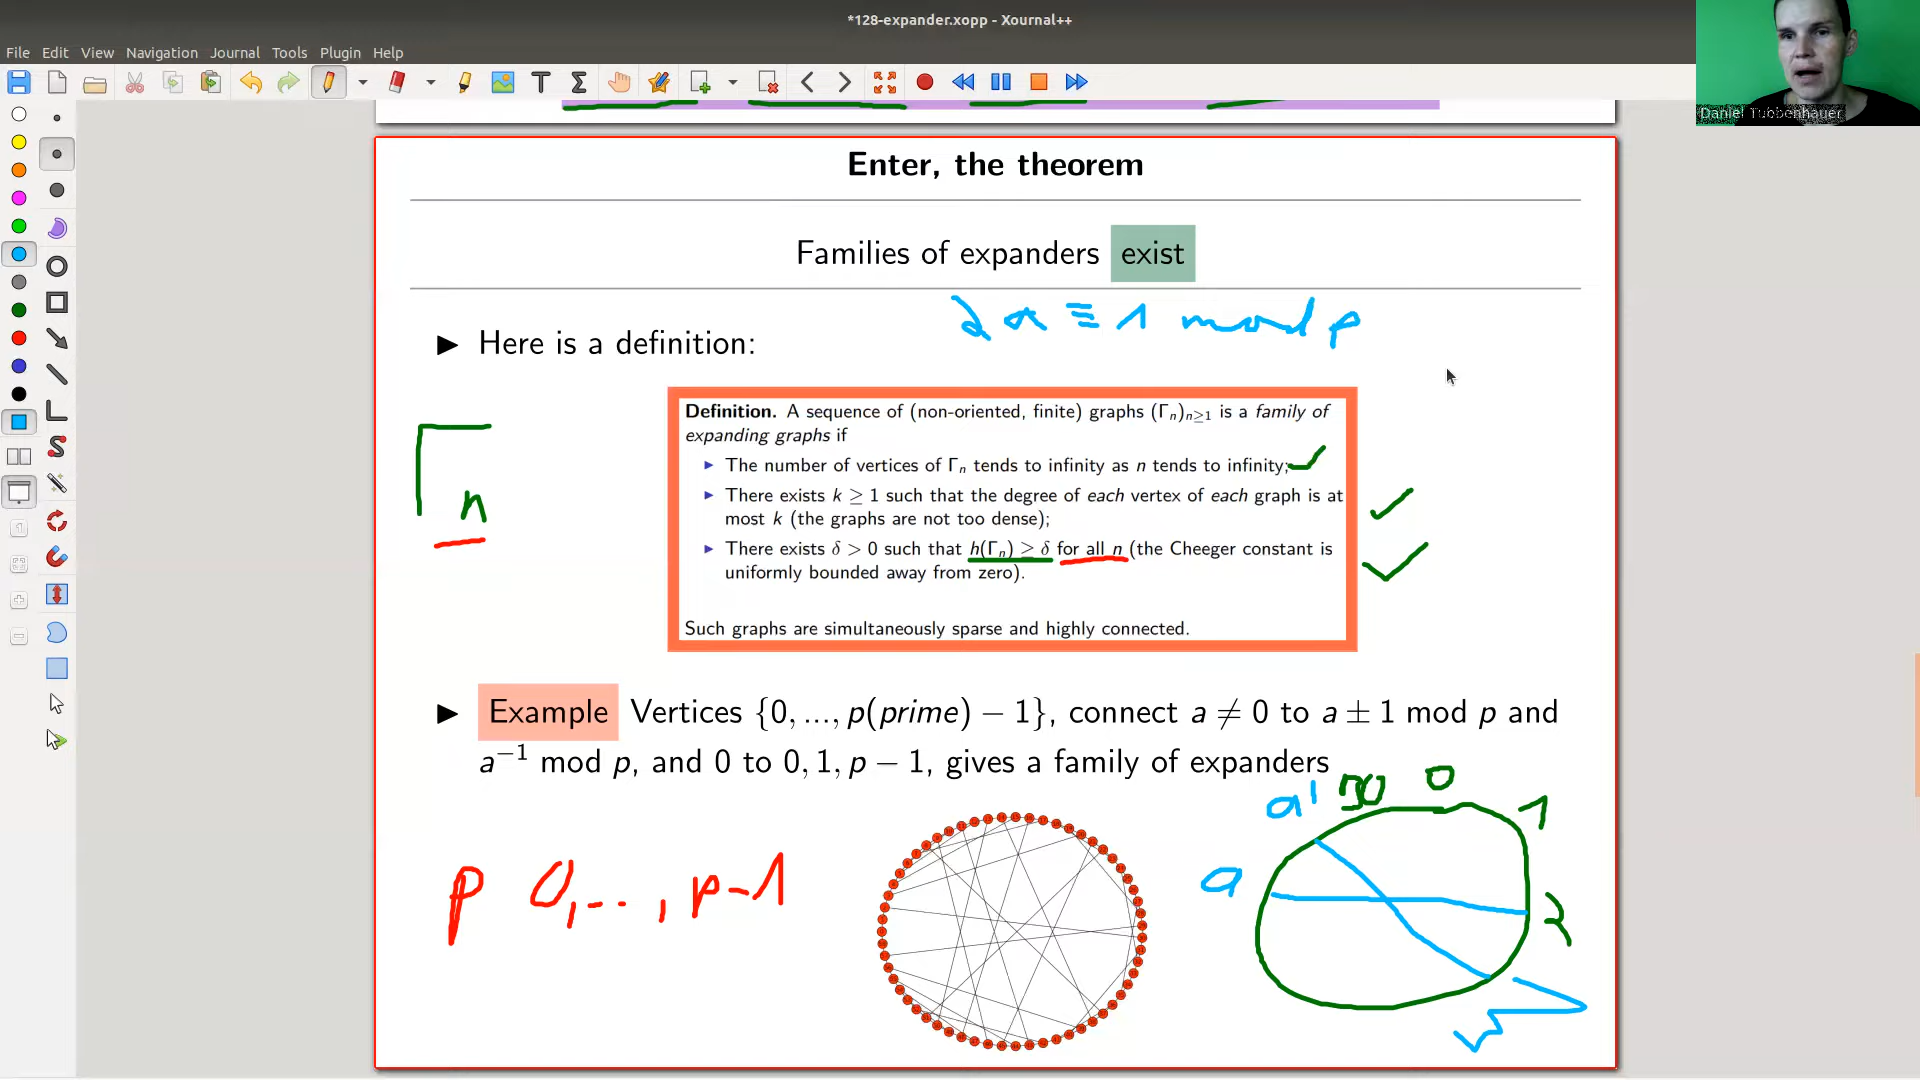 *128-expander.xopp - Xournal++
File Edit View Navigation Journal Tools Plugin Help
Daniel Tubbenhauer
Enter, the theorem
Families of expanders exist
2 a ≡ 1 mod p
► Here is a definition:
Definition. A sequence of (non-oriented, finite) graphs (Γₙ)ₙ≥₁ is a family of
expanding graphs if
► The number of vertices of Γₙ tends to infinity as n tends to infinity;
► There exists k ≥ 1 such that the degree of each vertex of each graph is at
most k (the graphs are not too dense);
► There exists δ > 0 such that h(Γₙ) ≥ δ for all n (the Cheeger constant is
uniformly bounded away from zero).
Such graphs are simultaneously sparse and highly connected.
Γ n
► Example Vertices {0, ..., p(prime) − 1}, connect a ≠ 0 to a ± 1 mod p and
a⁻¹ mod p, and 0 to 0, 1, p − 1, gives a family of expanders
p 0,..., p-1
a' 0 1
a 2